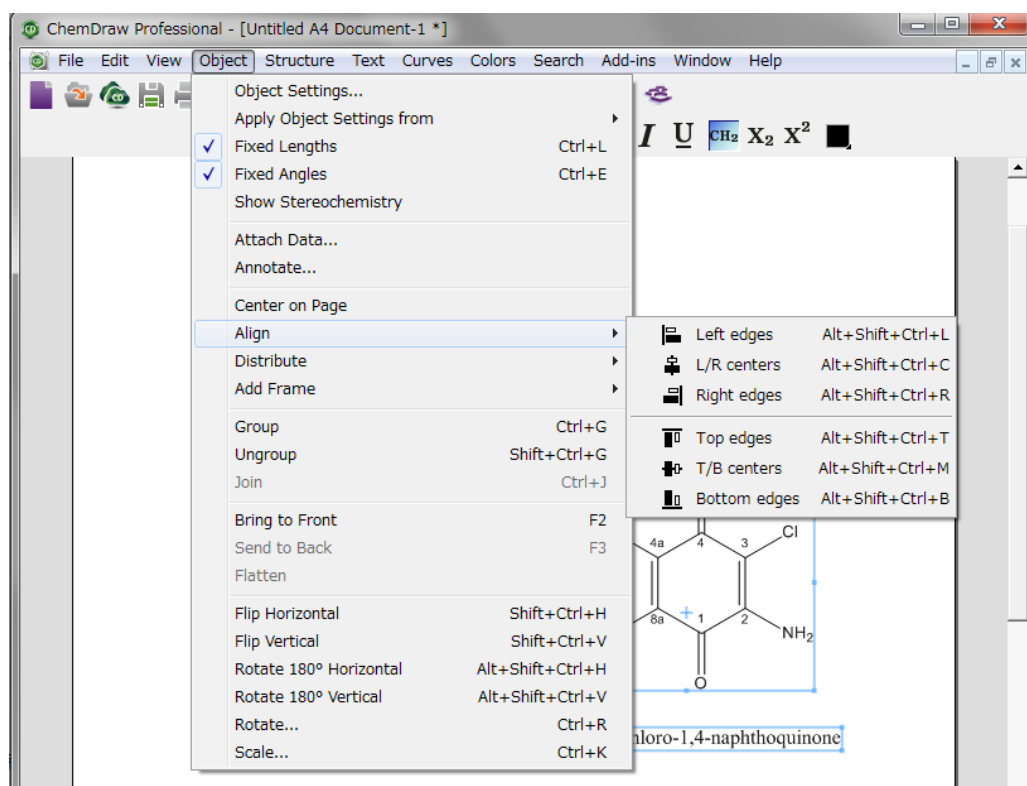 ChemDraw Professional - [Untitled A4 Document-1 *]
File Edit View Object Structure Text Curves Colors Search Add-ins Window Help
I U CH₂ X₂ X²
Object Settings...
Apply Object Settings from
Fixed Lengths Ctrl+L
Fixed Angles Ctrl+E
Show Stereochemistry
Attach Data...
Annotate...
Center on Page
Align
Distribute
Add Frame
Group Ctrl+G
Ungroup Shift+Ctrl+G
Join Ctrl+J
Bring to Front F2
Send to Back F3
Flatten
Flip Horizontal Shift+Ctrl+H
Flip Vertical Shift+Ctrl+V
Rotate 180º Horizontal Alt+Shift+Ctrl+H
Rotate 180º Vertical Alt+Shift+Ctrl+V
Rotate... Ctrl+R
Scale... Ctrl+K
Left edges Alt+Shift+Ctrl+L
L/R centers Alt+Shift+Ctrl+C
Right edges Alt+Shift+Ctrl+R
Top edges Alt+Shift+Ctrl+T
T/B centers Alt+Shift+Ctrl+M
Bottom edges Alt+Shift+Ctrl+B
4a 4 3 Cl
8a 1 2 NH₂
O
hloro-1,4-naphthoquinone